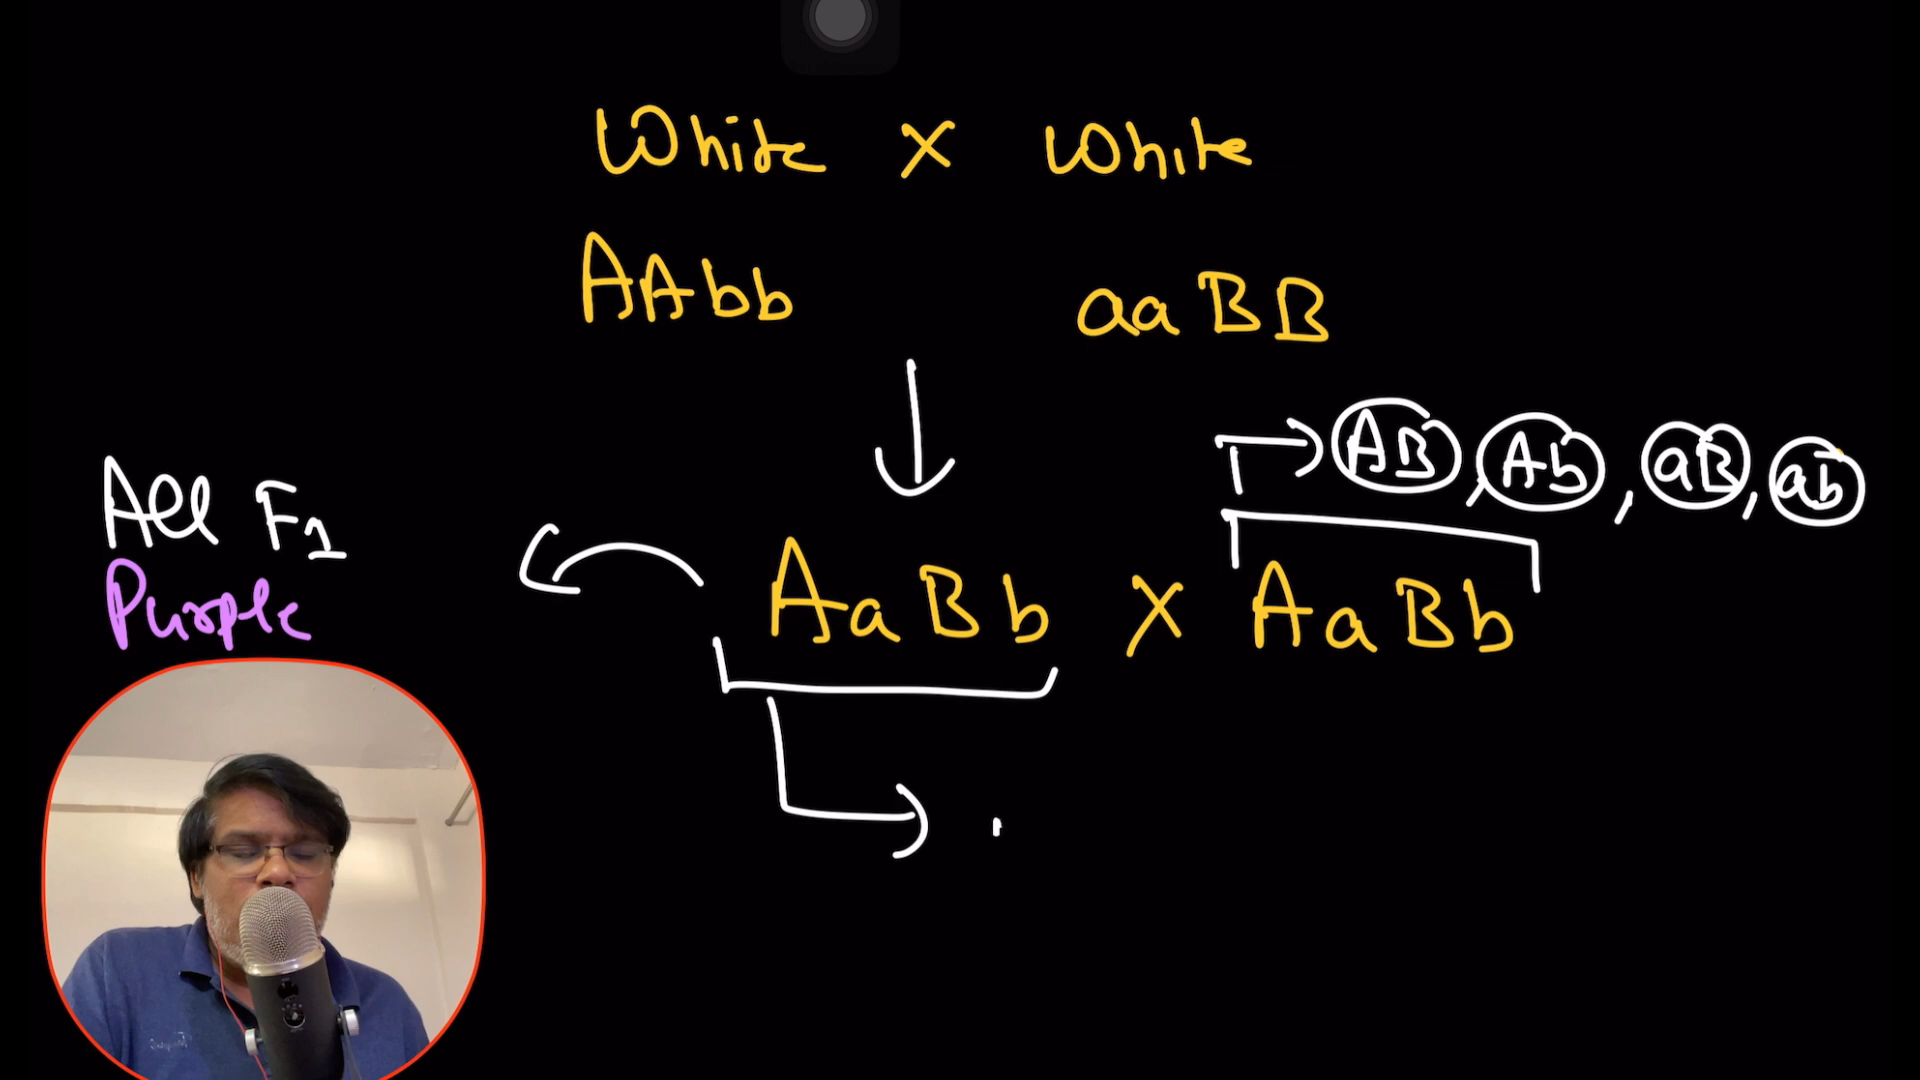 White X White
AAbb aaBB
AB, Ab, aB, ab
All F1
Purple
AaBb X AaBb